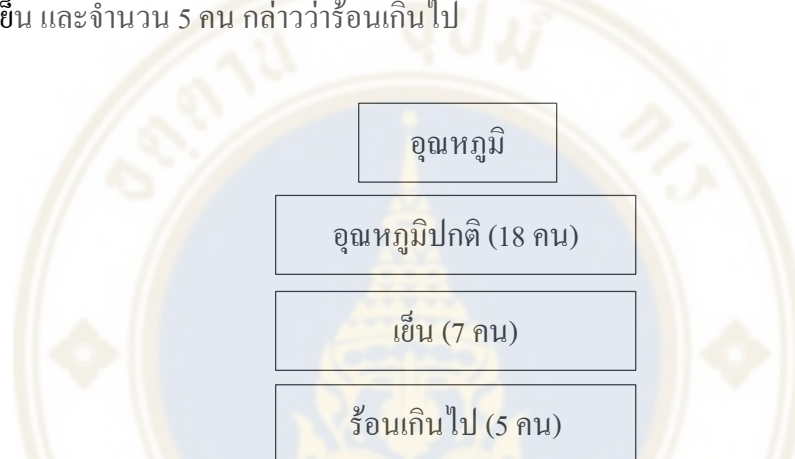 ย็น และจำนวน 5 คน กล่าวว่าร้อนเกินไป
อุณหภูมิ
อุณหภูมิปกติ (18 คน)
เย็น (7 คน)
ร้อนเกินไป (5 คน)